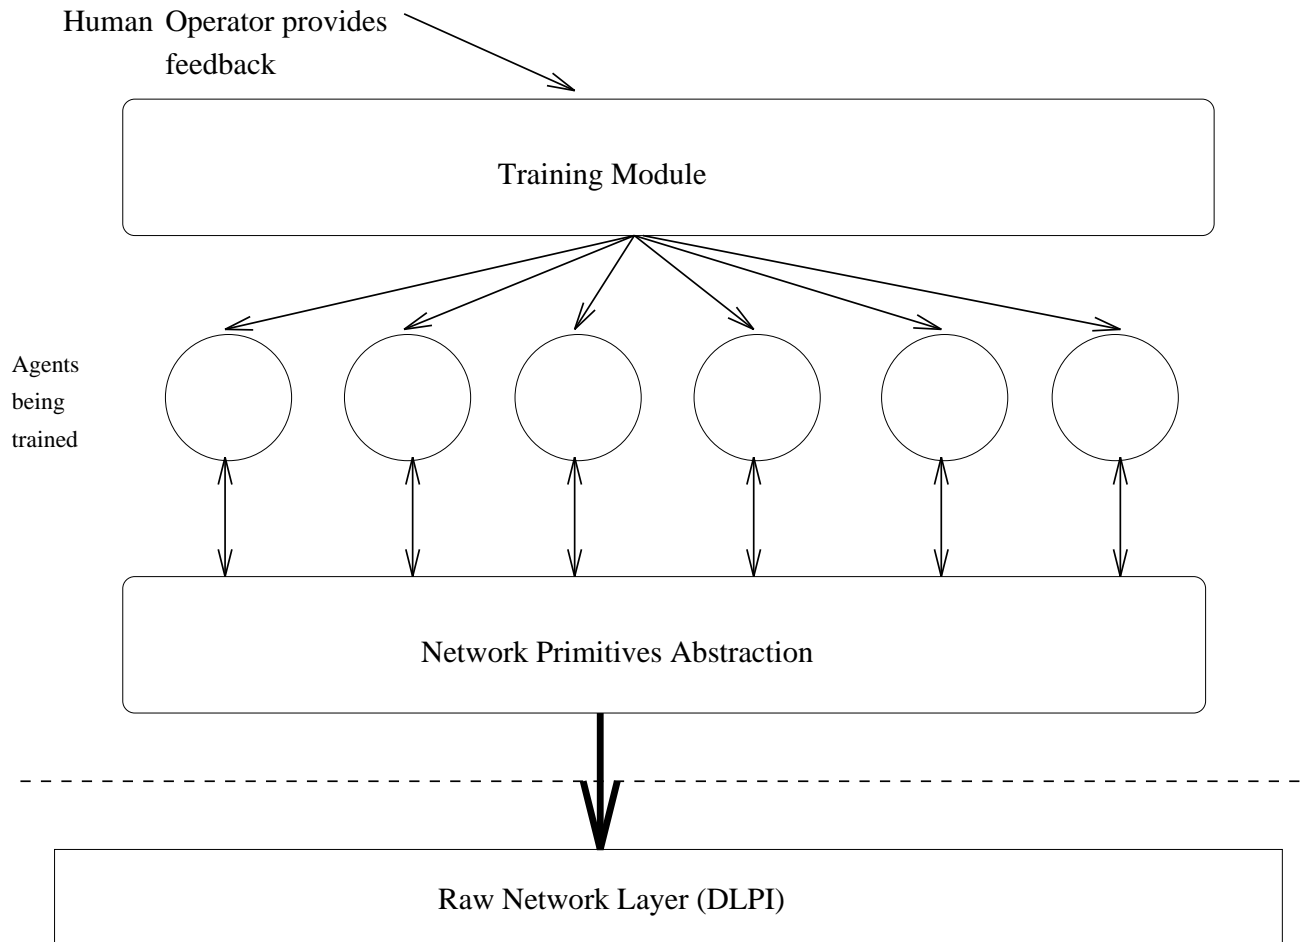 Human Operator provides
feedback
Training Module
Agents
being
trained
Network Primitives Abstraction
Raw Network Layer (DLPI)